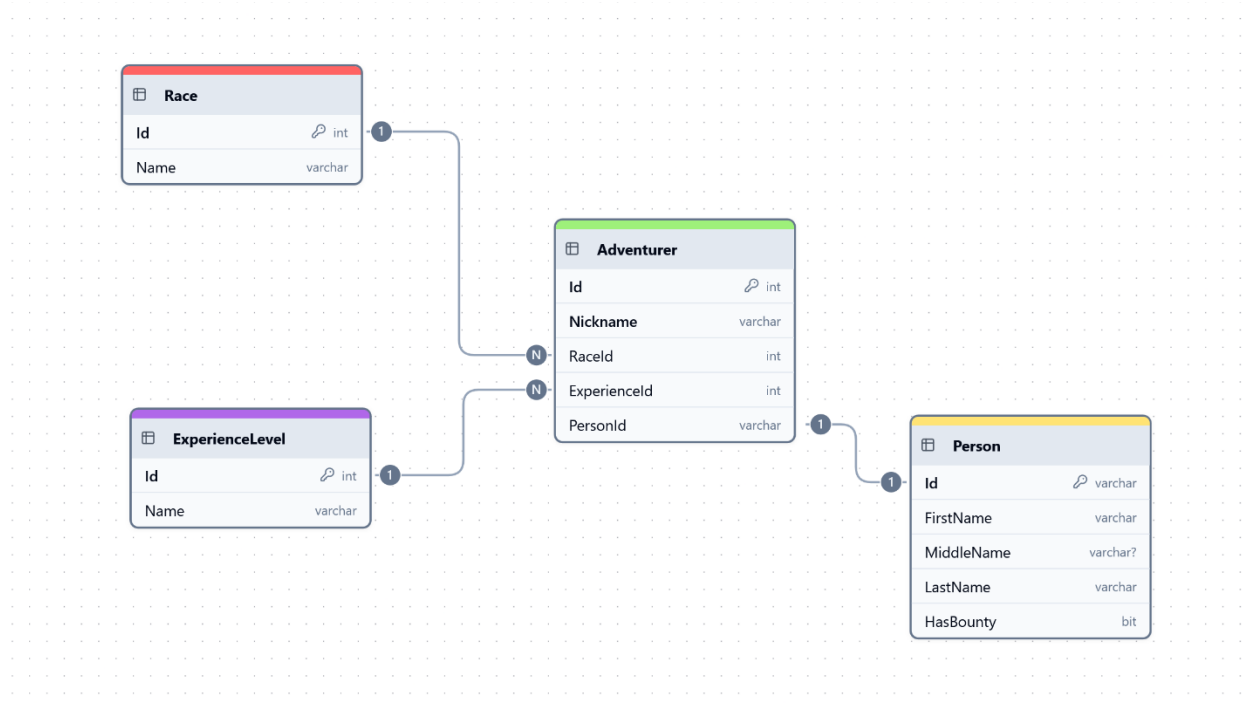 Race
Id int
Name varchar
1
Adventurer
Id int
Nickname varchar
RaceId int
ExperienceId int
PersonId varchar
N
N
ExperienceLevel
Id int
Name varchar
1
1
1
Person
Id varchar
FirstName varchar
MiddleName varchar?
LastName varchar
HasBounty bit